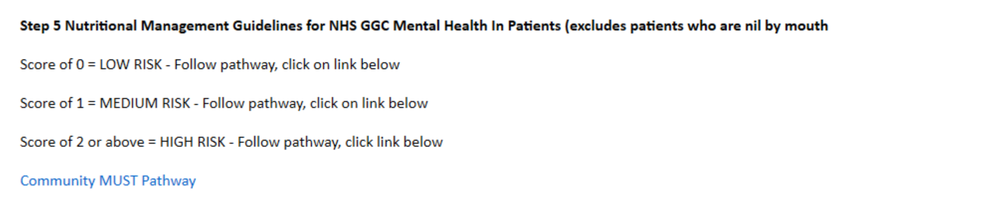 Step 5 Nutritional Management Guidelines for NHS GGC Mental Health In Patients (excludes patients who are nil by mouth
Score of 0 = LOW RISK - Follow pathway, click on link below
Score of 1 = MEDIUM RISK - Follow pathway, click on link below
Score of 2 or above = HIGH RISK - Follow pathway, click link below
Community MUST Pathway